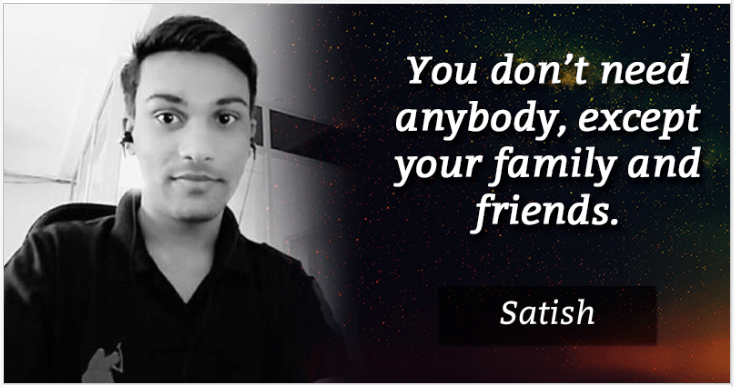 You don’t need
anybody, except
your family and
friends.
Satish